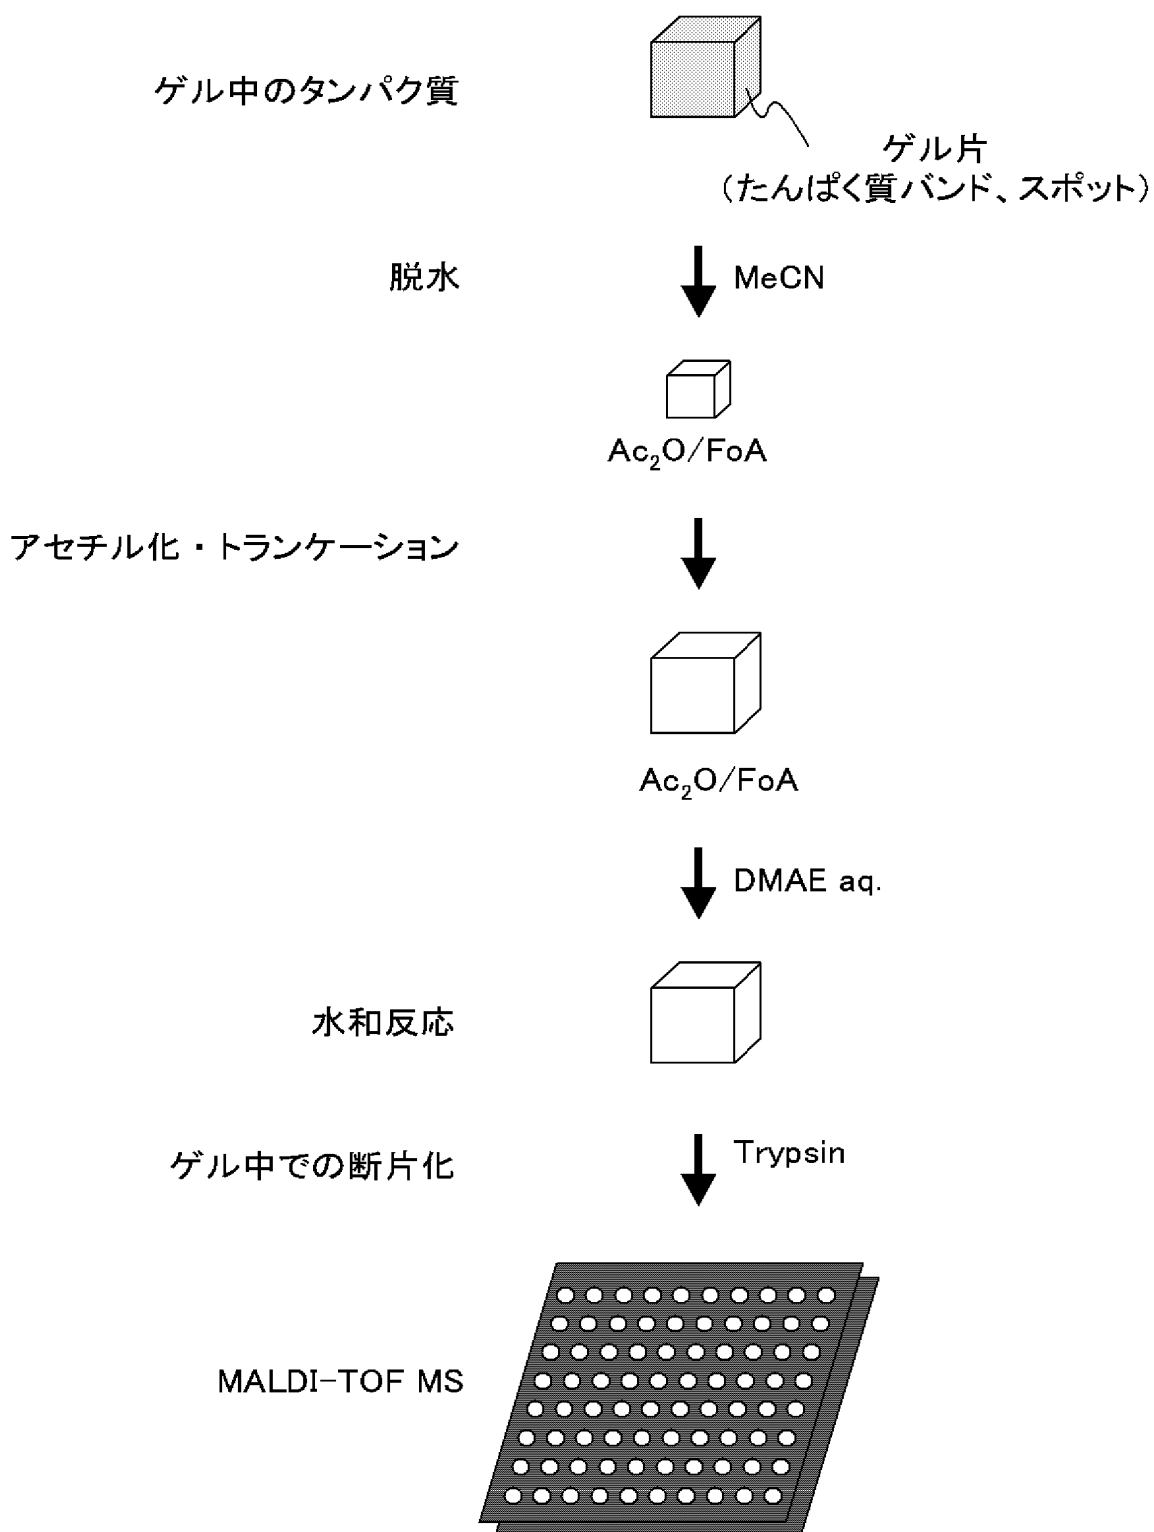 ゲル中のタンパク質
ゲル片
(たんぱく質バンド、スポット)
脱水
MeCN
Ac₂O/FoA
アセチル化・トランケーション
Ac₂O/FoA
DMAE aq.
水和反応
ゲル中での断片化
Trypsin
MALDI-TOF MS